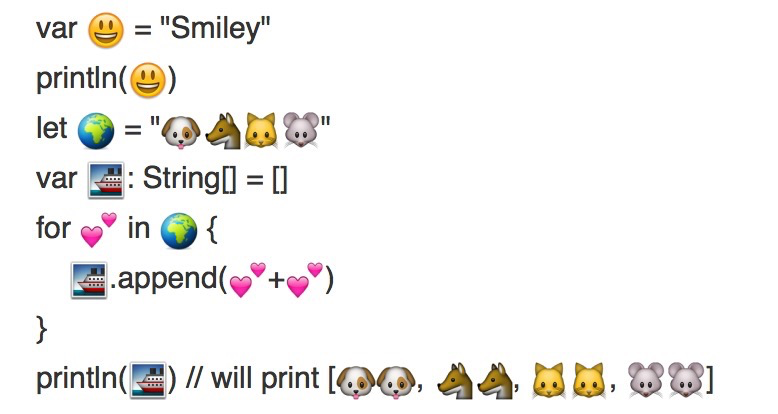 var 😃 = "Smiley"
println(😃)
let 🌍 = "🐶🐺🐱🐭"
var 🚢: String[] = []
for 💕 in 🌍 {
    🚢.append(💕+💕)
}
println(🚢) // will print [🐶🐶, 🐺🐺, 🐱🐱, 🐭🐭]